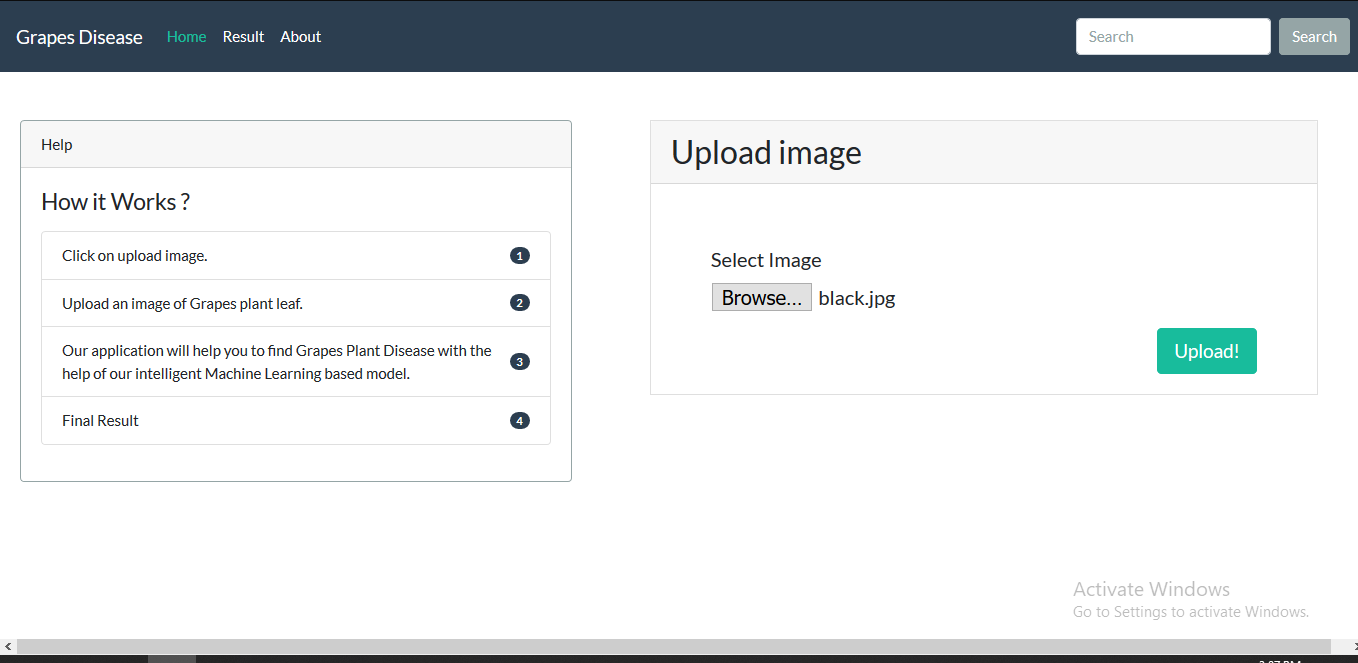 Grapes Disease Home Result About Search Search
Help
How it Works ?
Click on upload image. 1
Upload an image of Grapes plant leaf. 2
Our application will help you to find Grapes Plant Disease with the
help of our intelligent Machine Learning based model. 3
Final Result 4
Upload image
Select Image
Browse... black.jpg
Upload!
Activate Windows
Go to Settings to activate Windows.